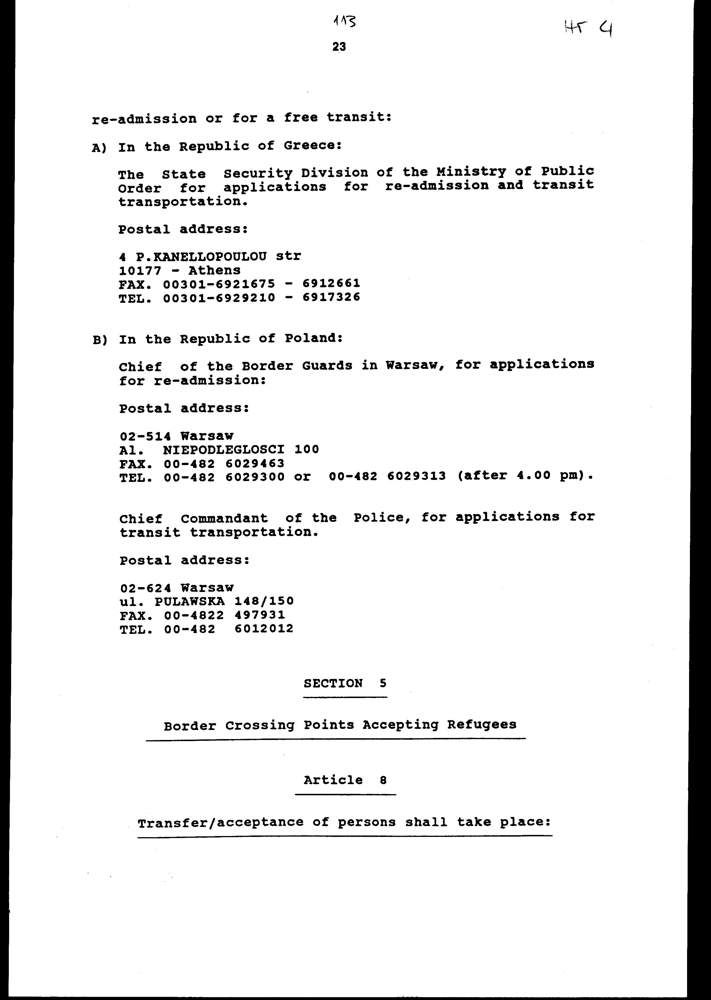 113
23
re-admission or for a free transit:
A) In the Republic of Greece:
The State Security Division of the Ministry of Public
Order for applications for re-admission and transit
transportation.
Postal address:
4 P.KANELLOPOULOU str
10177 - Athens
FAX. 00301-6921675 - 6912661
TEL. 00301-6929210 - 6917326
B) In the Republic of Poland:
Chief of the Border Guards in Warsaw, for applications
for re-admission:
Postal address:
02-514 Warsaw
Al. NIEPODLEGLOSCI 100
FAX. 00-482 6029463
TEL. 00-482 6029300 or 00-482 6029313 (after 4.00 pm).
Chief Commandant of the Police, for applications for
transit transportation.
Postal address:
02-624 Warsaw
ul. PULAWSKA 148/150
FAX. 00-4822 497931
TEL. 00-482 6012012
SECTION 5
Border Crossing Points Accepting Refugees
Article 8
Transfer/acceptance of persons shall take place: